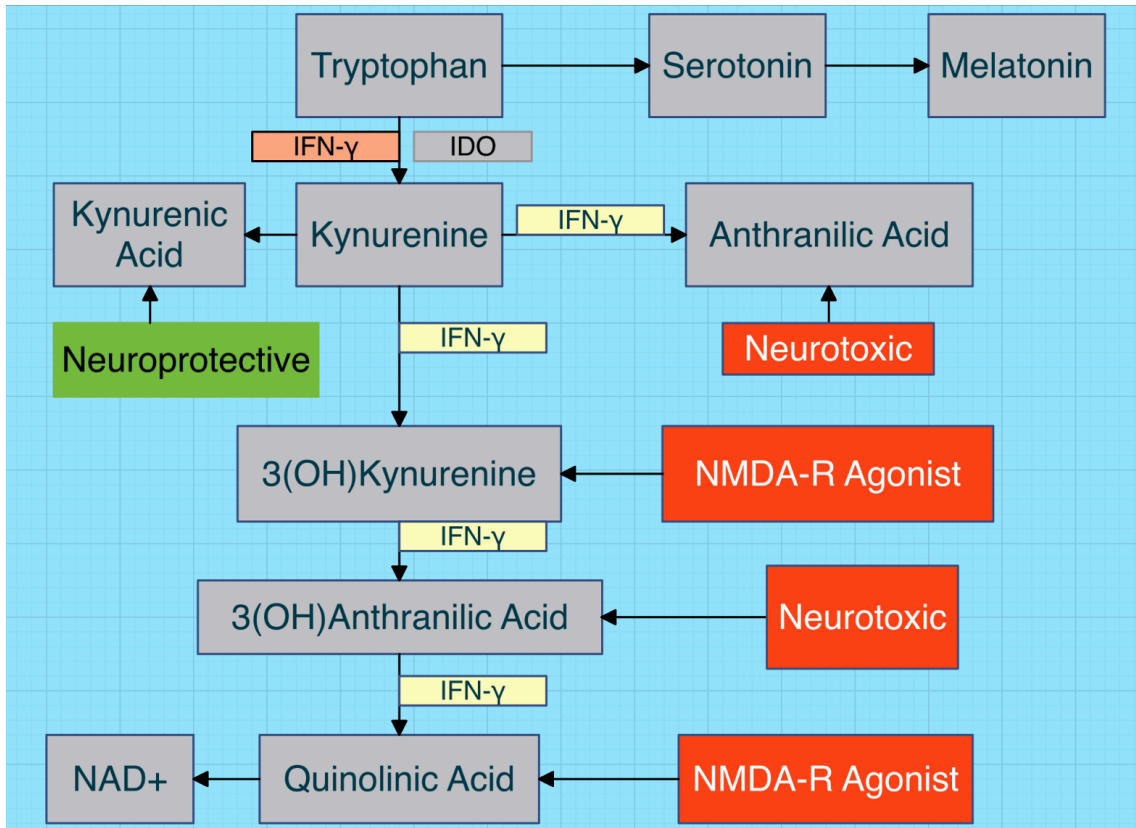 Tryptophan
Serotonin
Melatonin
IFN-γ
IDO
Kynurenic
Acid
Kynurenine
IFN-γ
Anthranilic Acid
Neuroprotective
IFN-γ
Neurotoxic
3(OH)Kynurenine
NMDA-R Agonist
IFN-γ
3(OH)Anthranilic Acid
Neurotoxic
IFN-γ
NAD+
Quinolinic Acid
NMDA-R Agonist